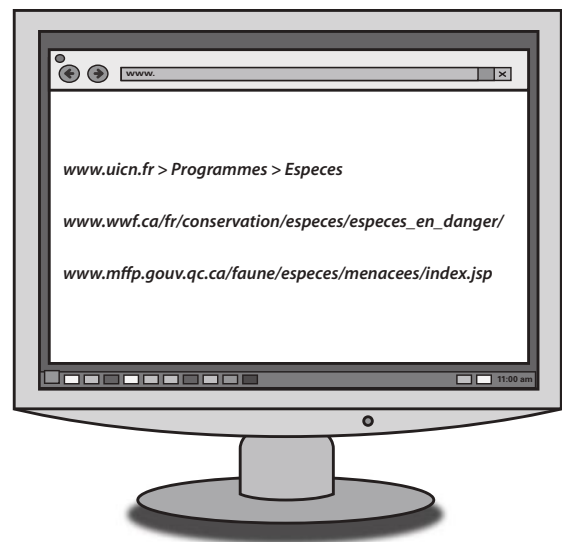 www.
www.uicn.fr > Programmes > Especes
www.wwf.ca/fr/conservation/especes/especes_en_danger/
www.mffp.gouv.qc.ca/faune/especes/menacees/index.jsp
11:00 am